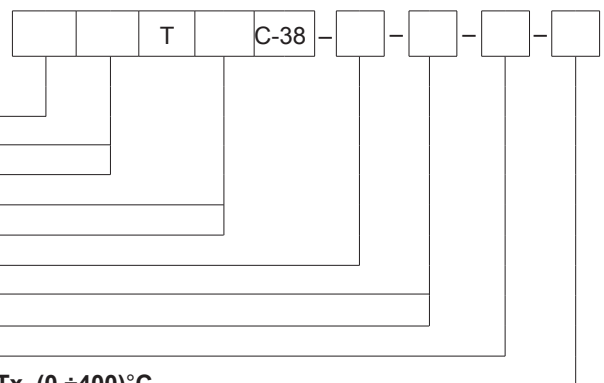 T C-38 – – – –
Tx (0 ÷400)°C